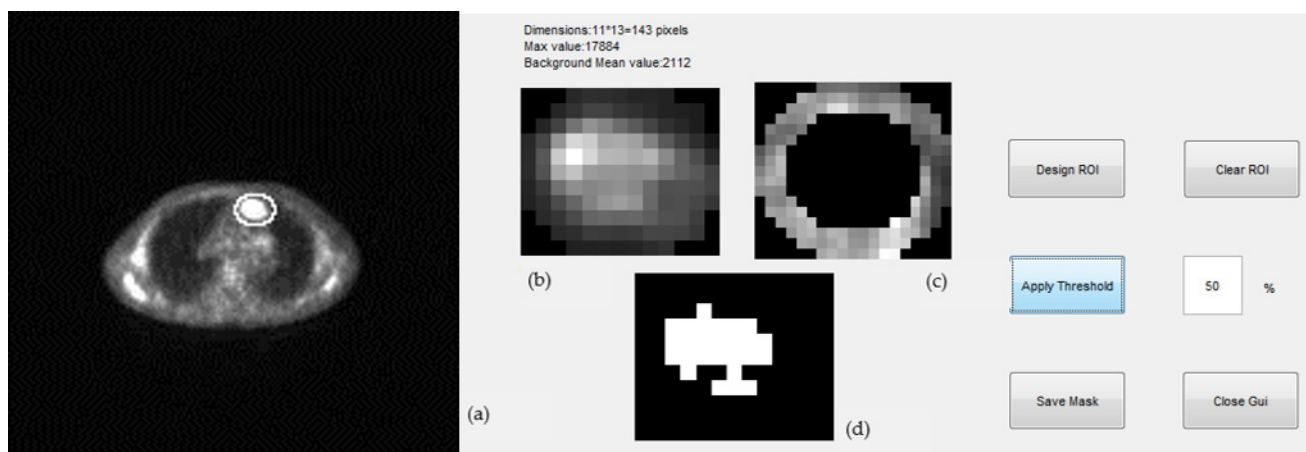 Dimensions:11*13=143 pixels
Max value:17884
Background Mean value:2112
Design ROI
Clear ROI
(b)
(c)
Apply Threshold
50
%
Save Mask
Close Gui
(a)
(d)